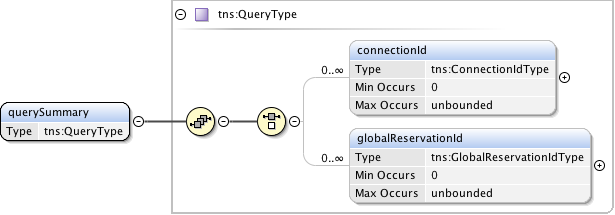 tns:QueryType
connectionId
0..∞
Type tns:ConnectionIdType
Min Occurs 0
Max Occurs unbounded
querySummary
Type tns:QueryType
globalReservationId
0..∞
Type tns:GlobalReservationIdType
Min Occurs 0
Max Occurs unbounded